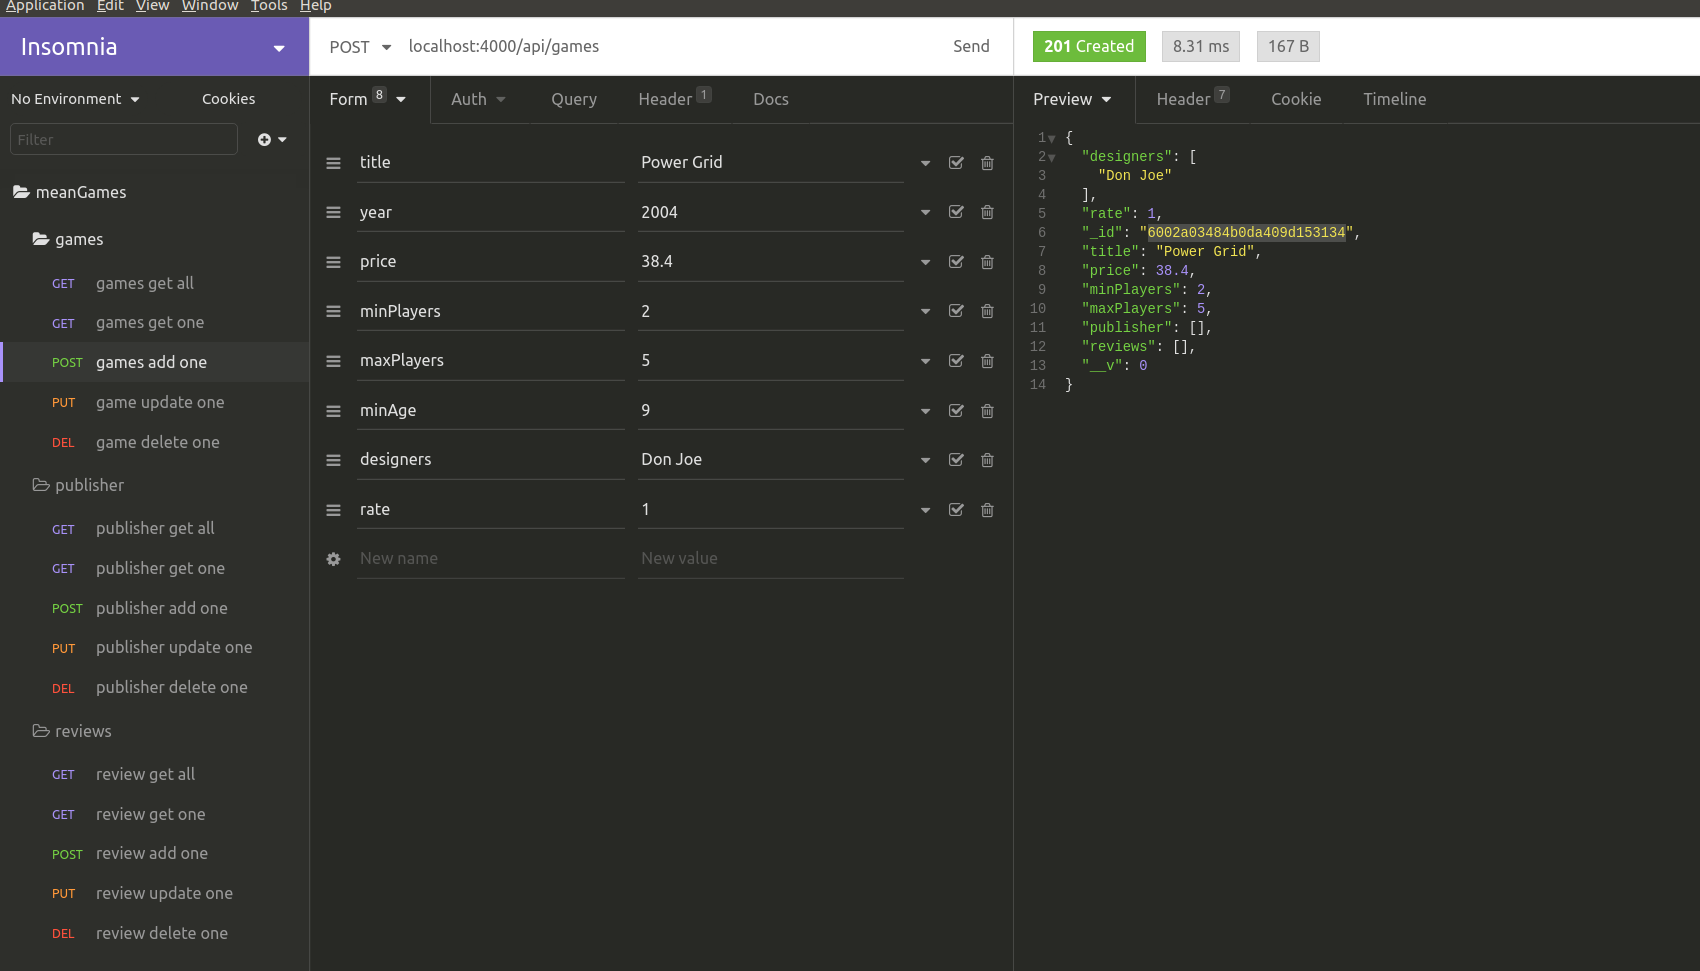 Application Edit View Window Tools Help
Insomnia
POST localhost:4000/api/games Send
201 Created 8.31 ms 167 B
No Environment Cookies
Filter
meanGames
games
GET games get all
GET games get one
POST games add one
PUT game update one
DEL game delete one
publisher
GET publisher get all
GET publisher get one
POST publisher add one
PUT publisher update one
DEL publisher delete one
reviews
GET review get all
GET review get one
POST review add one
PUT review update one
DEL review delete one
Form 8 Auth Query Header 1 Docs
title Power Grid
year 2004
price 38.4
minPlayers 2
maxPlayers 5
minAge 9
designers Don Joe
rate 1
New name New value
Preview Header 7 Cookie Timeline
1 {
2 "designers": [
3 "Don Joe"
4 ],
5 "rate": 1,
6 "_id": "6002a03484b0da409d153134",
7 "title": "Power Grid",
8 "price": 38.4,
9 "minPlayers": 2,
10 "maxPlayers": 5,
11 "publisher": [],
12 "reviews": [],
13 "__v": 0
14 }